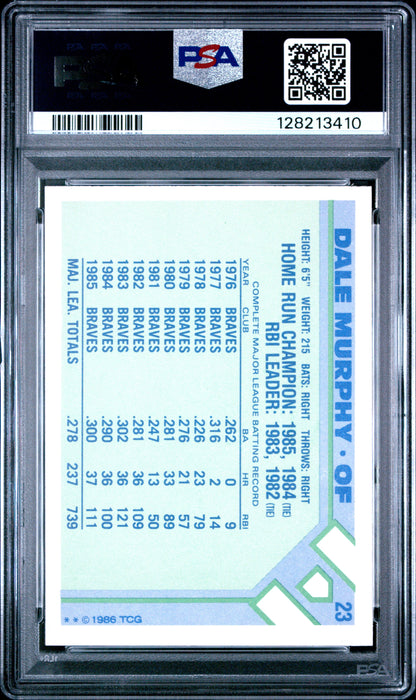 PSA
128213410
DALE MURPHY • OF
23
HEIGHT: 6'5" WEIGHT: 215 BATS: RIGHT THROWS: RIGHT
HOME RUN CHAMPION: 1985, 1984 (TIE)
RBI LEADER: 1983, 1982 (TIE)
COMPLETE MAJOR LEAGUE BATTING RECORD
YEAR CLUB BA HR RBI
1976 BRAVES .262 0 9
1977 BRAVES .316 2 14
1978 BRAVES .226 23 79
1979 BRAVES .276 21 57
1980 BRAVES .281 33 89
1981 BRAVES .247 13 50
1982 BRAVES .281 36 109
1983 BRAVES .302 36 121
1984 BRAVES .290 36 100
1985 BRAVES .300 37 111
MAJ. LEA. TOTALS .278 237 739
* * © 1986 TCG
PSA